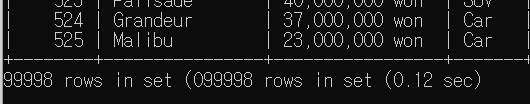 523 | Palisade | 40,000,000 won | SUV
| 524 | Grandeur | 37,000,000 won | Car
| 525 | Malibu | 23,000,000 won | Car
99998 rows in set (099998 rows in set (0.12 sec)